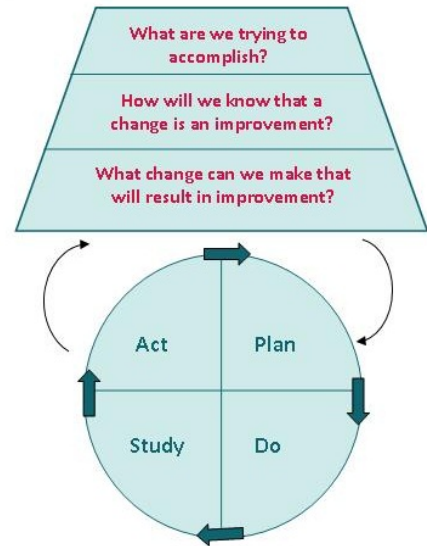 What are we trying to
accomplish?
How will we know that a
change is an improvement?
What change can we make that
will result in improvement?
Act
Plan
Study
Do